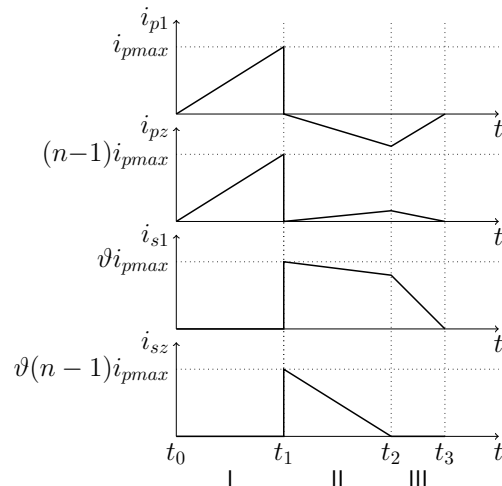 i_{p1}
i_{pmax}
t
i_{pz}
(n−1)i_{pmax}
t
i_{s1}
ϑi_{pmax}
t
i_{sz}
ϑ(n − 1)i_{pmax}
t_0 t_1 t_2 t_3 t
I II III